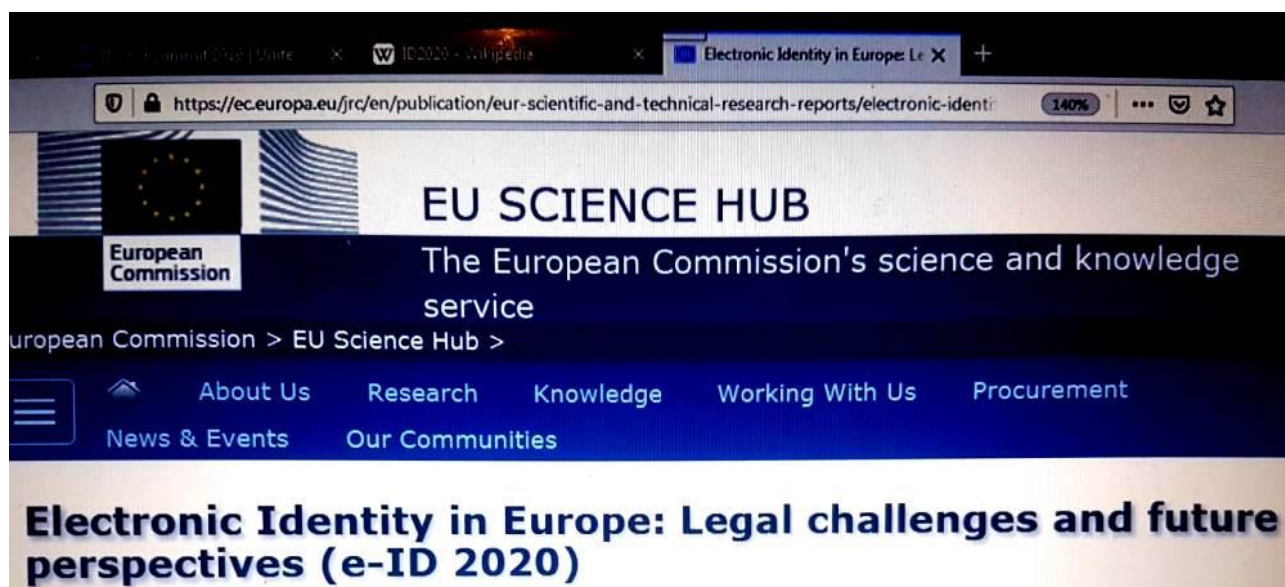 ID2020 - Wikipedia
Electronic Identity in Europe: Le
https://ec.europa.eu/jrc/en/publication/eur-scientific-and-technical-research-reports/electronic-identi 140%
EU SCIENCE HUB
European
Commission
The European Commission's science and knowledge
service
uropean Commission > EU Science Hub >
About Us Research Knowledge Working With Us Procurement
News & Events Our Communities
Electronic Identity in Europe: Legal challenges and future
perspectives (e-ID 2020)